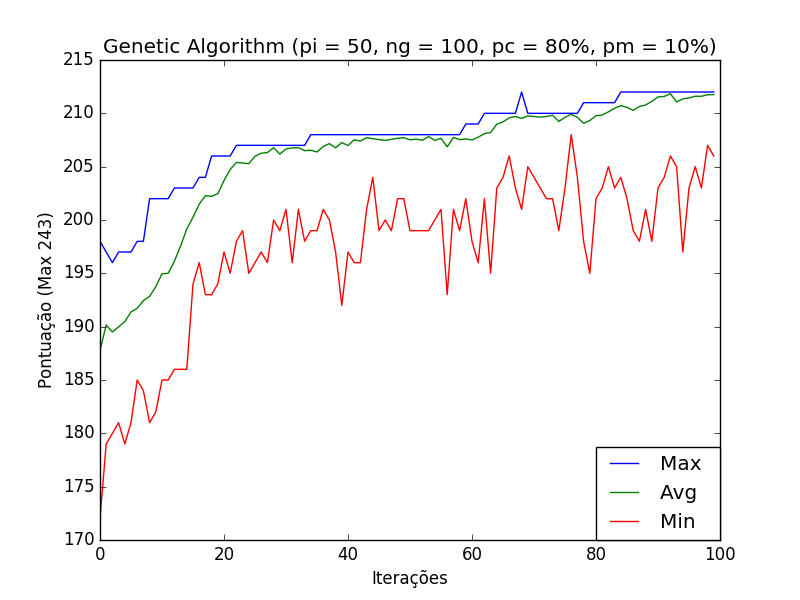 Genetic Algorithm (pi = 50, ng = 100, pc = 80%, pm = 10%)
215
210
205
200
195
190
185
180
175
170
Pontuação (Max 243)
0 20 40 60 80 100
Iterações
Max
Avg
Min